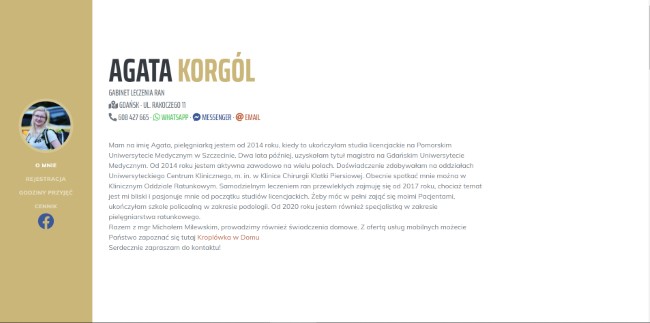 AGATA KORGÓL
GABINET LECZENIA RAN
GDAŃSK · UL. RAKOCZEGO 11
600 427 665 · WHATSAPP · MESSENGER · EMAIL
O MNIE
REJESTRACJA
GODZINY PRZYJĘĆ
CENNIK
Mam na imię Agata, pielęgniarką jestem od 2014 roku, kiedy to ukończyłam studia licencjackie na Pomorskim
Uniwersytecie Medycznym w Szczecinie. Dwa lata później, uzyskałam tytuł magistra na Gdańskim Uniwersytecie
Medycznym. Od 2014 roku jestem aktywna zawodowo na wielu polach. Doświadczenie zdobywałam na oddziałach
Uniwersyteckiego Centrum Klinicznego, m. in. w Klinice Chirurgii Klatki Piersiowej. Obecnie spotkać mnie można w
Klinicznym Oddziale Ratunkowym. Samodzielnym leczeniem ran przewlekłych zajmuję się od 2017 roku, chociaż temat
jest mi bliski i pasjonuje mnie od początku studiów licencjackich. Żeby móc w pełni zająć się moimi Pacjentami,
ukończyłam szkołę policealną w zakresie podologii. Od 2020 roku jestem również specjalistką w zakresie
pielęgniarstwa ratunkowego.
Razem z mgr Michałem Milewskim, prowadzimy również świadczenia domowe. Z ofertą usług mobilnych możecie
Państwo zapoznać się tutaj Kroplówka w Domu
Serdecznie zapraszam do kontaktu!